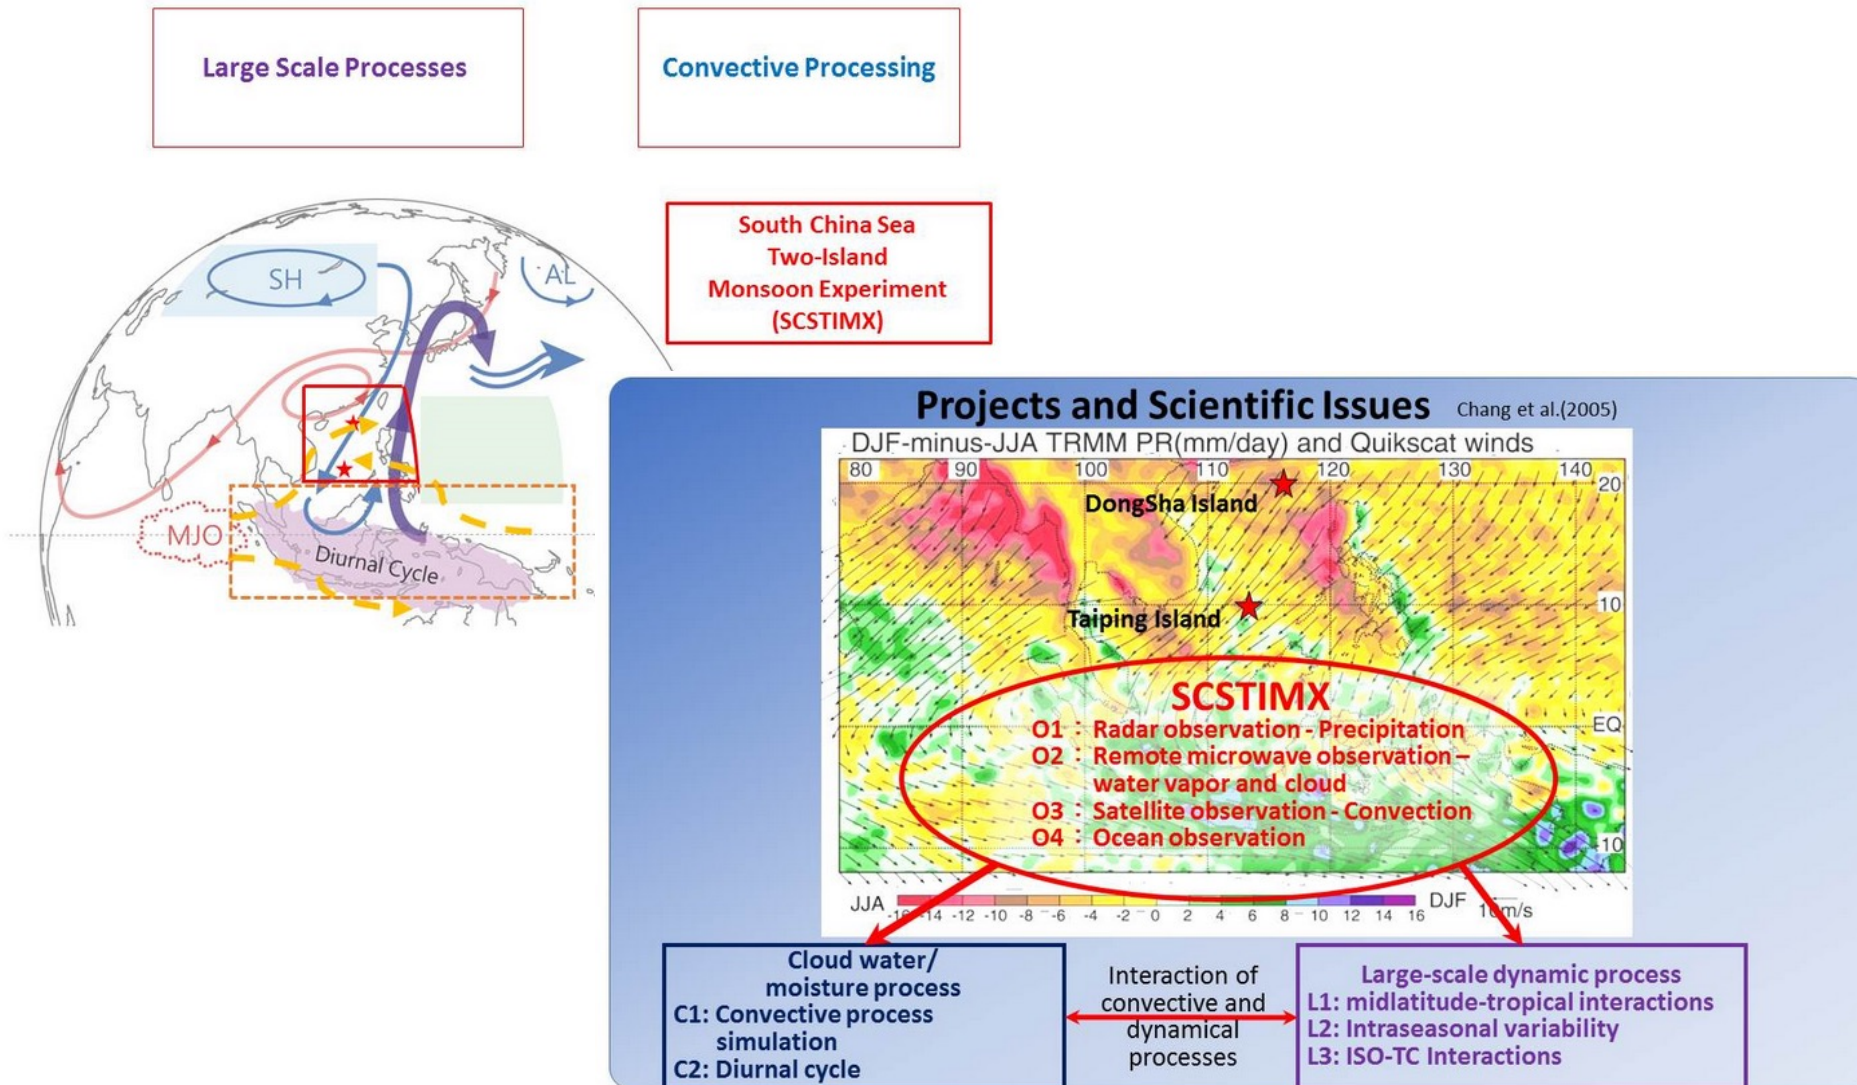 Large Scale Processes
Convective Processing
South China Sea
Two-Island
Monsoon Experiment
(SCSTIMX)
SH
AL
MJO
Diurnal Cycle
Projects and Scientific Issues
Chang et al.(2005)
DJF-minus-JJA TRMM PR(mm/day) and Quikscat winds
80 90 100 110 120 130 140
20
DongSha Island
10
Taiping Island
SCSTIMX
O1 : Radar observation - Precipitation
EQ
O2 : Remote microwave observation –
water vapor and cloud
O3 : Satellite observation - Convection
O4 : Ocean observation
-10
JJA
-16 -14 -12 -10 -8 -6 -4 -2 0 2 4 6 8 10 12 14 16
DJF
10m/s
Cloud water/
moisture process
C1: Convective process
simulation
C2: Diurnal cycle
Interaction of
convective and
dynamical
processes
Large-scale dynamic process
L1: midlatitude-tropical interactions
L2: Intraseasonal variability
L3: ISO-TC Interactions